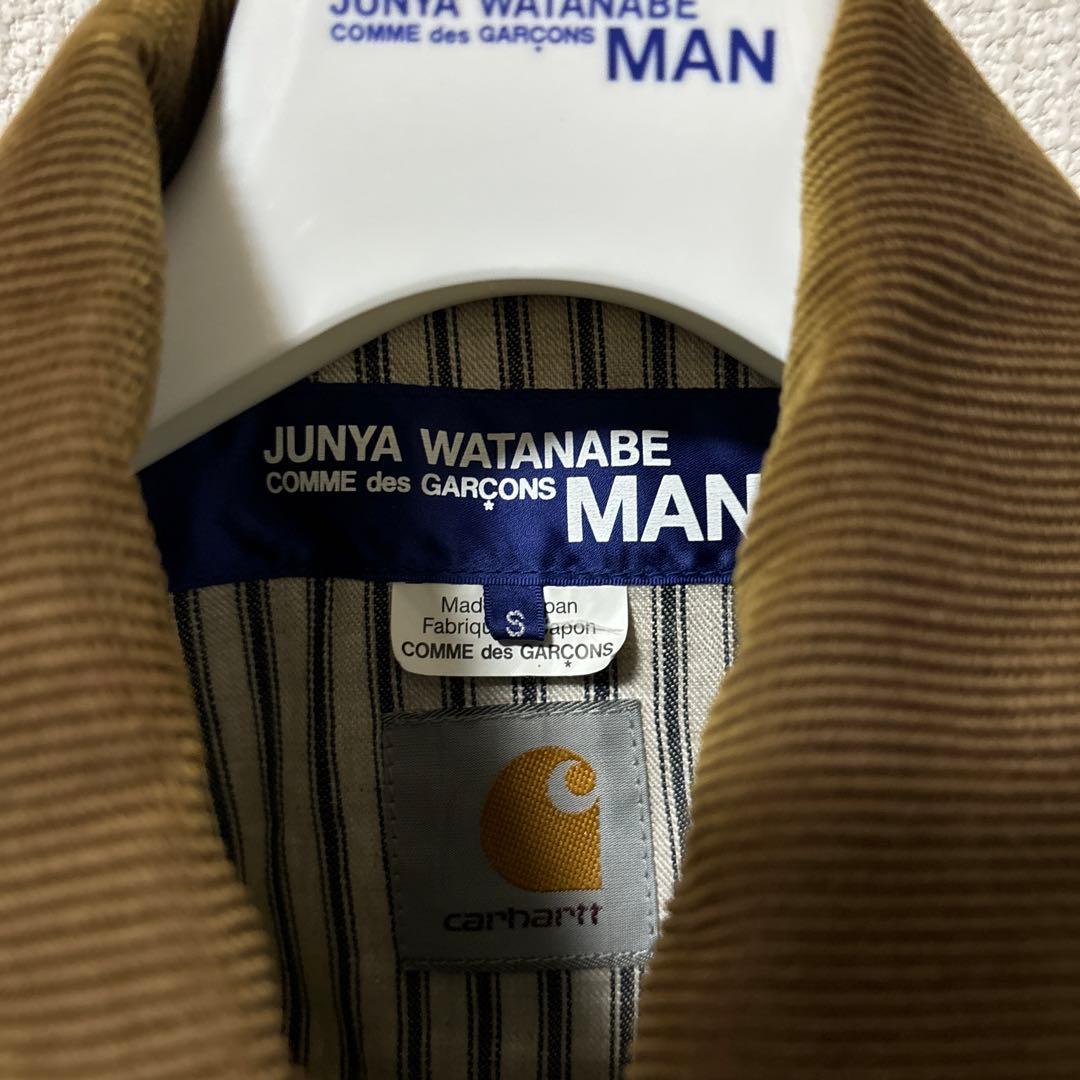 JUNYA WATANABE
COMME des GARÇONS MAN
JUNYA WATANABE
COMME des GARÇONS MAN
S
COMME des GARÇONS
carhartt